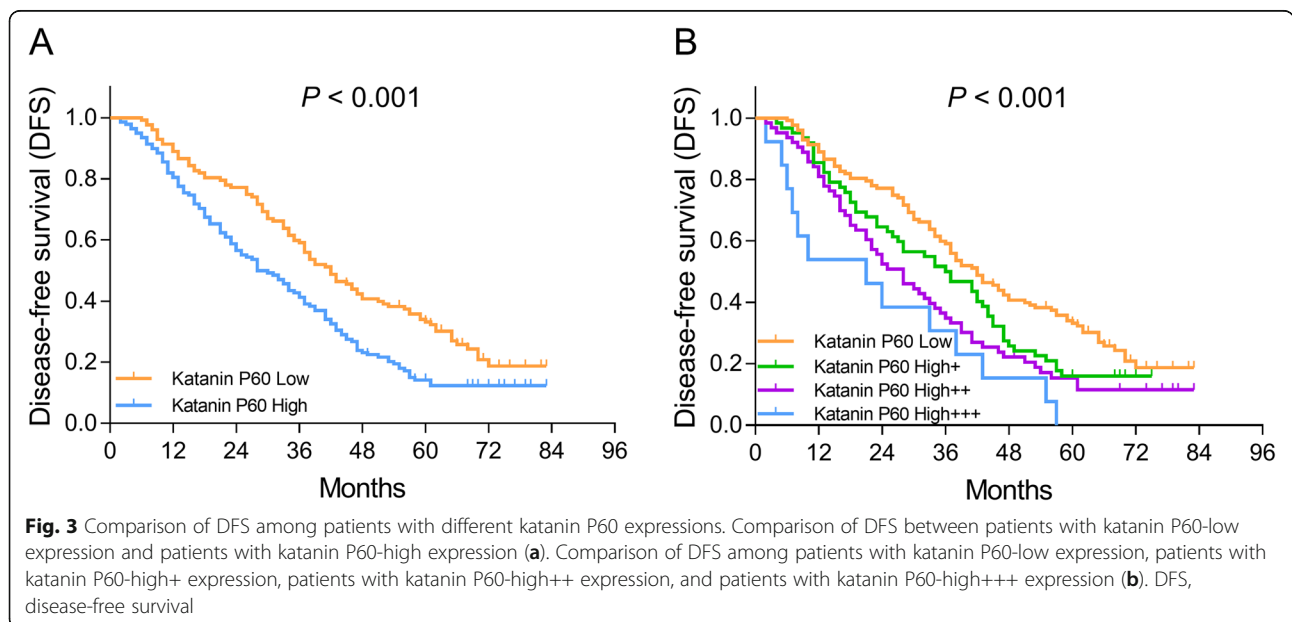 A
P < 0.001
Disease-free survival (DFS)
1.0
0.8
0.6
0.4
0.2
0.0
Katanin P60 Low
Katanin P60 High
0 12 24 36 48 60 72 84 96
Months
B
P < 0.001
Disease-free survival (DFS)
1.0
0.8
0.6
0.4
0.2
0.0
Katanin P60 Low
Katanin P60 High+
Katanin P60 High++
Katanin P60 High+++
0 12 24 36 48 60 72 84 96
Months
Fig. 3 Comparison of DFS among patients with different katanin P60 expressions. Comparison of DFS between patients with katanin P60-low
expression and patients with katanin P60-high expression (a). Comparison of DFS among patients with katanin P60-low expression, patients with
katanin P60-high+ expression, patients with katanin P60-high++ expression, and patients with katanin P60-high+++ expression (b). DFS,
disease-free survival